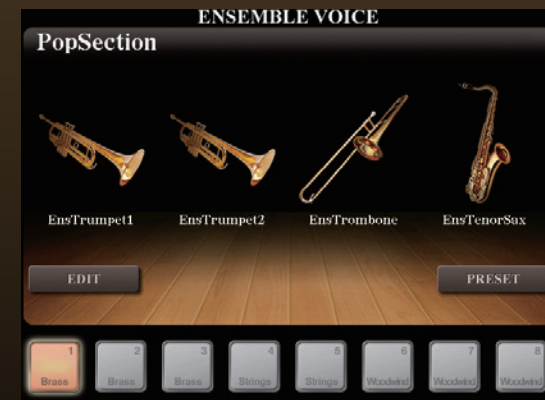 ENSEMBLE VOICE
PopSection
EnsTrumpet1 EnsTrumpet2 EnsTrombone EnsTenorSax
EDIT PRESET
1 2 3 4 5 6 7 8
Brass Brass Brass Strings Strings Woodwind Woodwind Woodwind